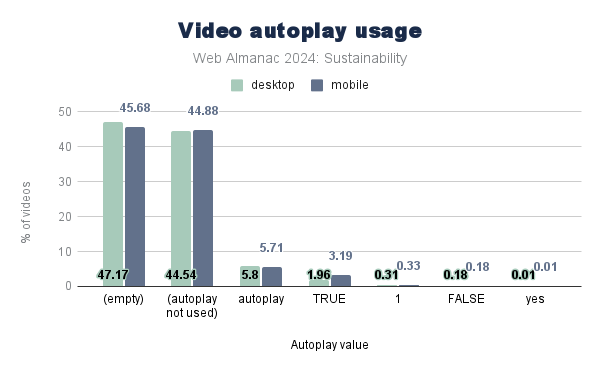 Video autoplay usage
Web Almanac 2024: Sustainability
desktop mobile
% of videos
50
40
30
20
10
0
45.68
44.88
5.71
3.19
0.33
0.18
0.01
47.17
44.54
5.8
1.96
0.31
0.18
0.01
(empty)
(autoplay
not used)
autoplay
TRUE
1
FALSE
yes
Autoplay value